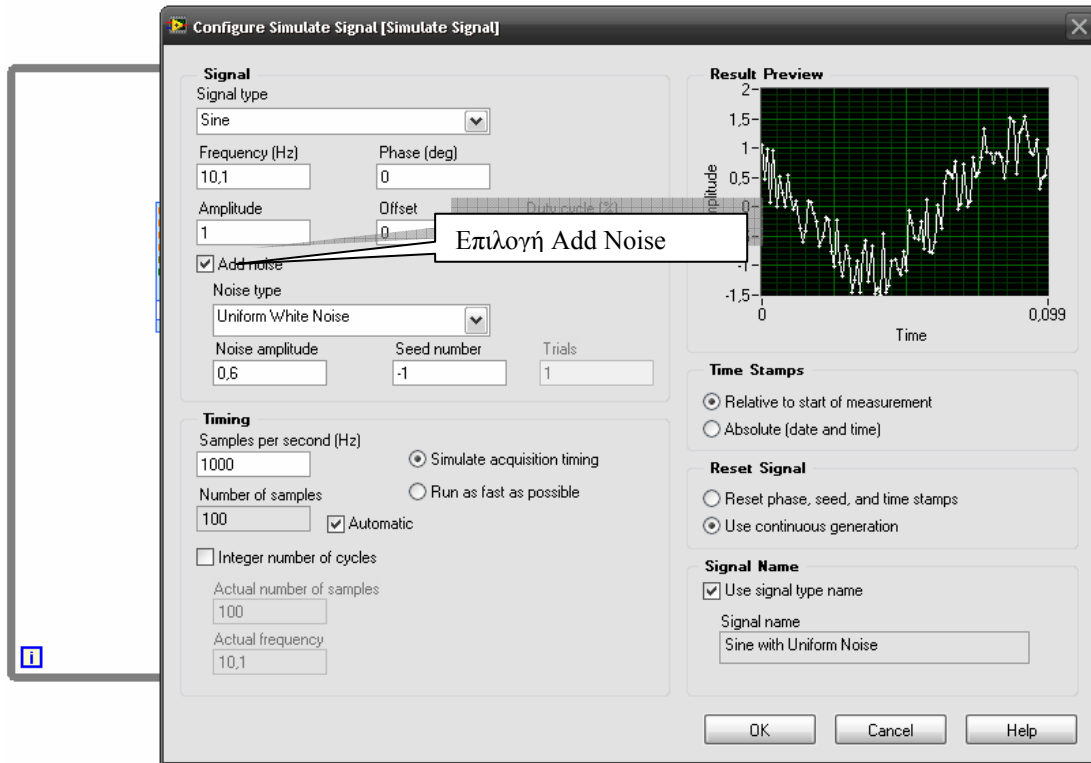 Configure Simulate Signal [Simulate Signal]
Signal
Signal type
Sine
Frequency (Hz)
Phase (deg)
10,1
0
Amplitude
Offset
Duty cycle (%)
1
0
Επιλογή Add Noise
Add noise
Noise type
Uniform White Noise
Noise amplitude
Seed number
Trials
0,6
-1
1
Timing
Samples per second (Hz)
1000
Simulate acquisition timing
Run as fast as possible
Number of samples
100
Automatic
Integer number of cycles
Actual number of samples
100
Actual frequency
10,1
Result Preview
Amplitude
2-
1,5-
1-
0,5-
0-
-1-
-1,5-
0
0,099
Time
Time Stamps
Relative to start of measurement
Absolute (date and time)
Reset Signal
Reset phase, seed, and time stamps
Use continuous generation
Signal Name
Use signal type name
Signal name
Sine with Uniform Noise
OK
Cancel
Help
i